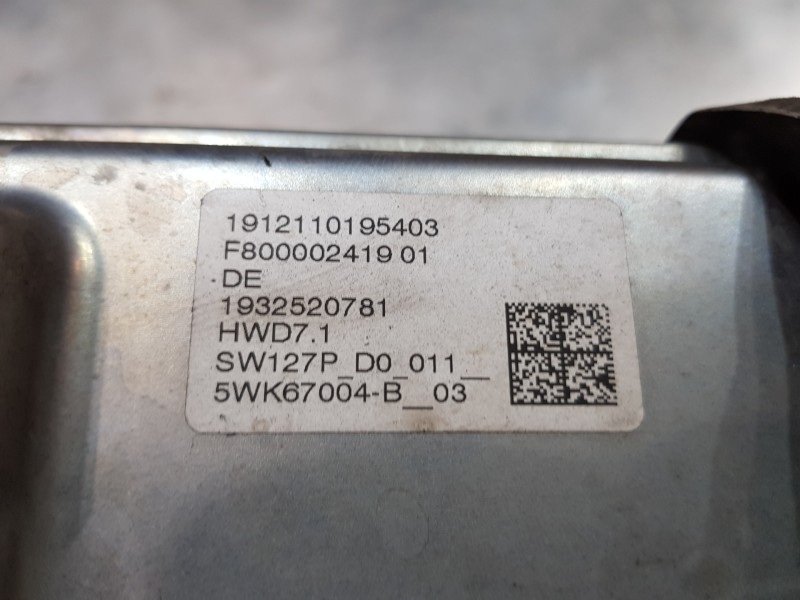 1912110195403
F800002419 01
DE
1932520781
HWD7.1
SW127P_D0_011__
5WK67004-B__03